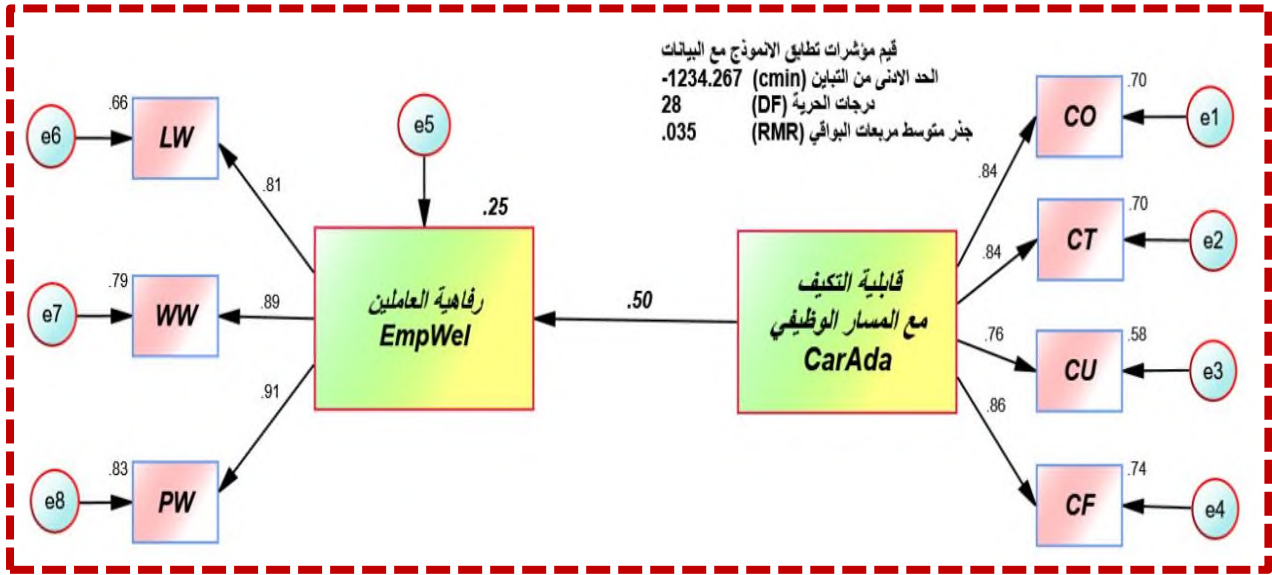 قيم مؤشرات تطابق الانموذج مع البيانات
الحد الادنى من التباين (cmin) 1234.267-
درجات الحرية (DF) 28
جذر متوسط مربعات البواقي (RMR) .035
e6
.66
LW
.81
e5
.25
رفاهية العاملين
EmpWel
e7
.79
WW
.89
e8
.83
PW
.91
.50
قابلية التكيف
مع المسار الوظيفي
CarAda
.84
CO
.70
e1
.84
CT
.70
e2
.76
CU
.58
e3
.86
CF
.74
e4